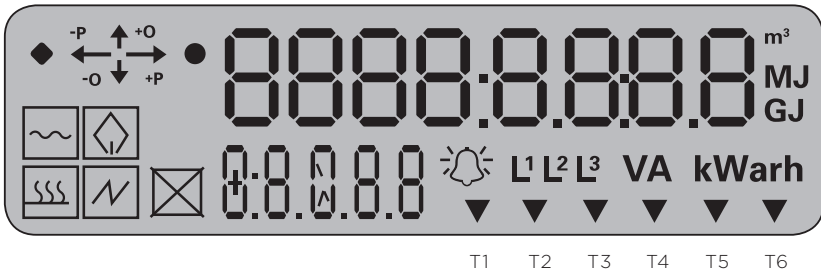 -P +O
-O +P
8888:8.8:8.8 m³
MJ
GJ
8:8.8.8.8 L1 L2 L3 VA kWarh
T1 T2 T3 T4 T5 T6